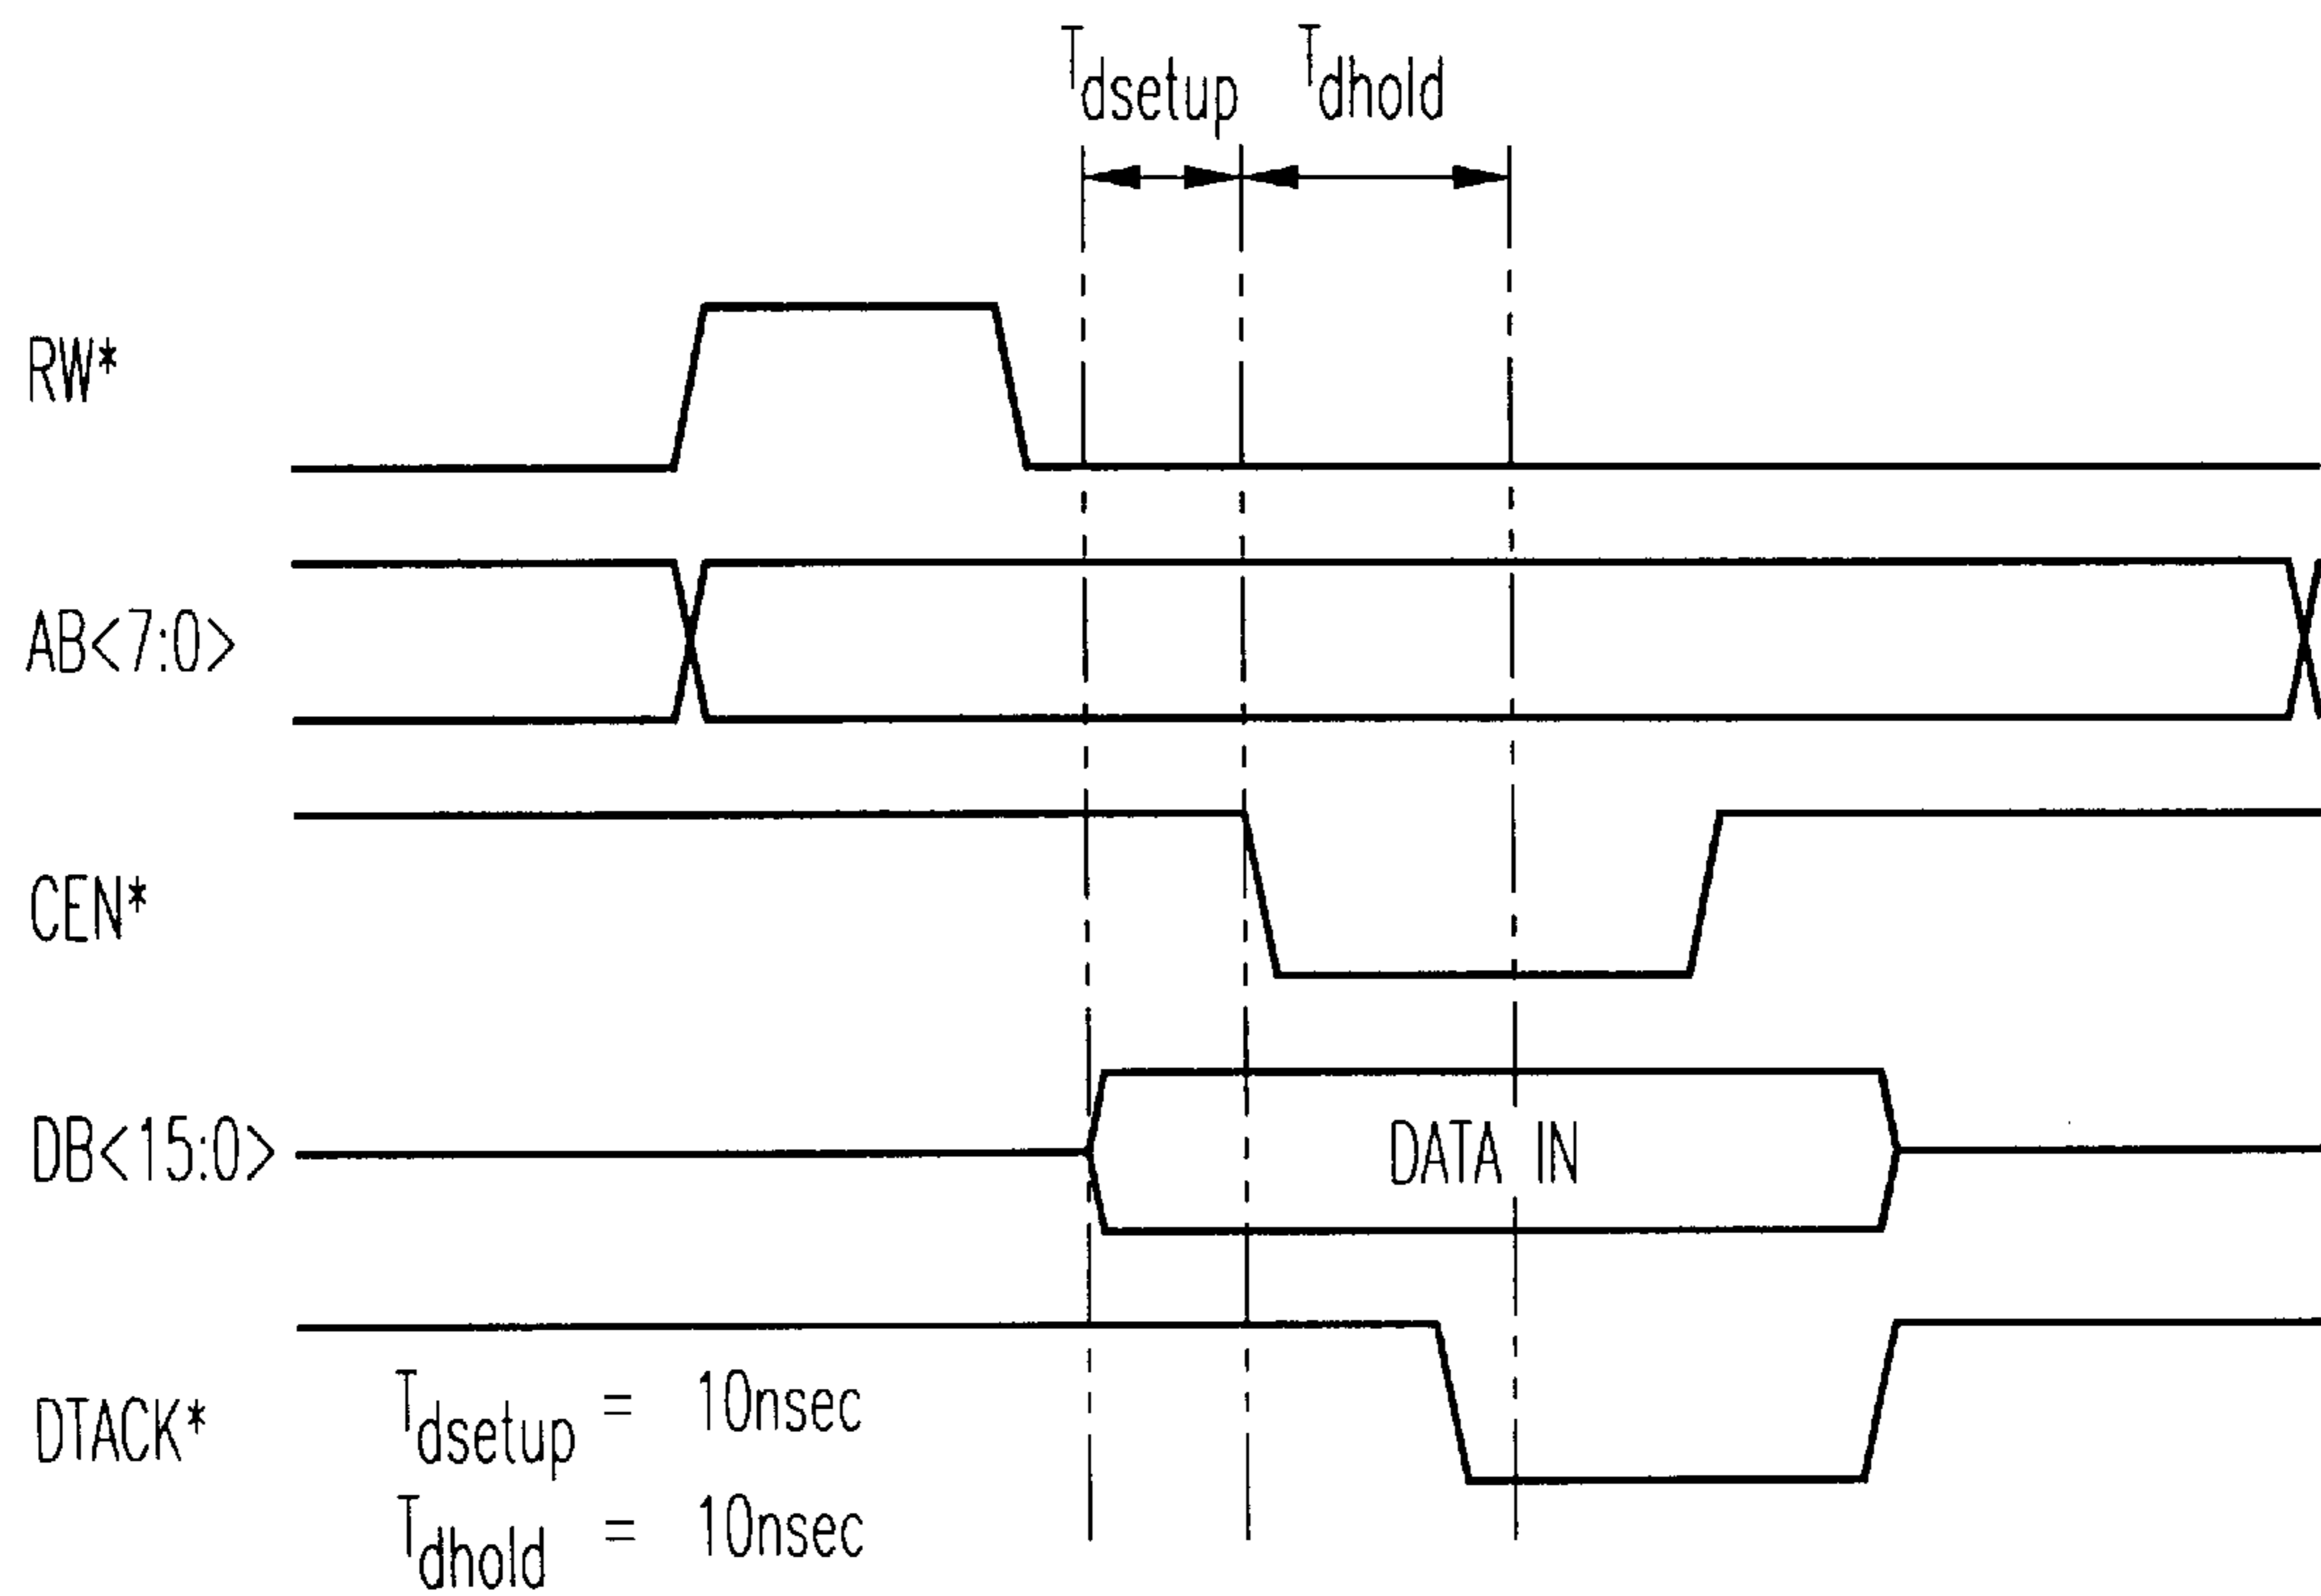 Tdsetup Tdhold
RW*
AB<7:0>
CEN*
DB<15:0>
DATA IN
DTACK*
Tdsetup = 10nsec
Tdhold = 10nsec